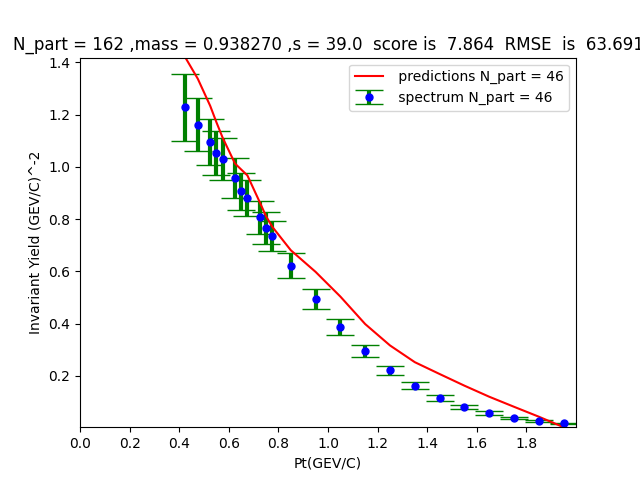 N_part = 162 ,mass = 0.938270 ,s = 39.0  score is  7.864  RMSE  is  63.691
predictions N_part = 46
spectrum N_part = 46
Invariant Yield (GEV/C)^-2
1.4
1.2
1.0
0.8
0.6
0.4
0.2
0.0 0.2 0.4 0.6 0.8 1.0 1.2 1.4 1.6 1.8
Pt(GEV/C)